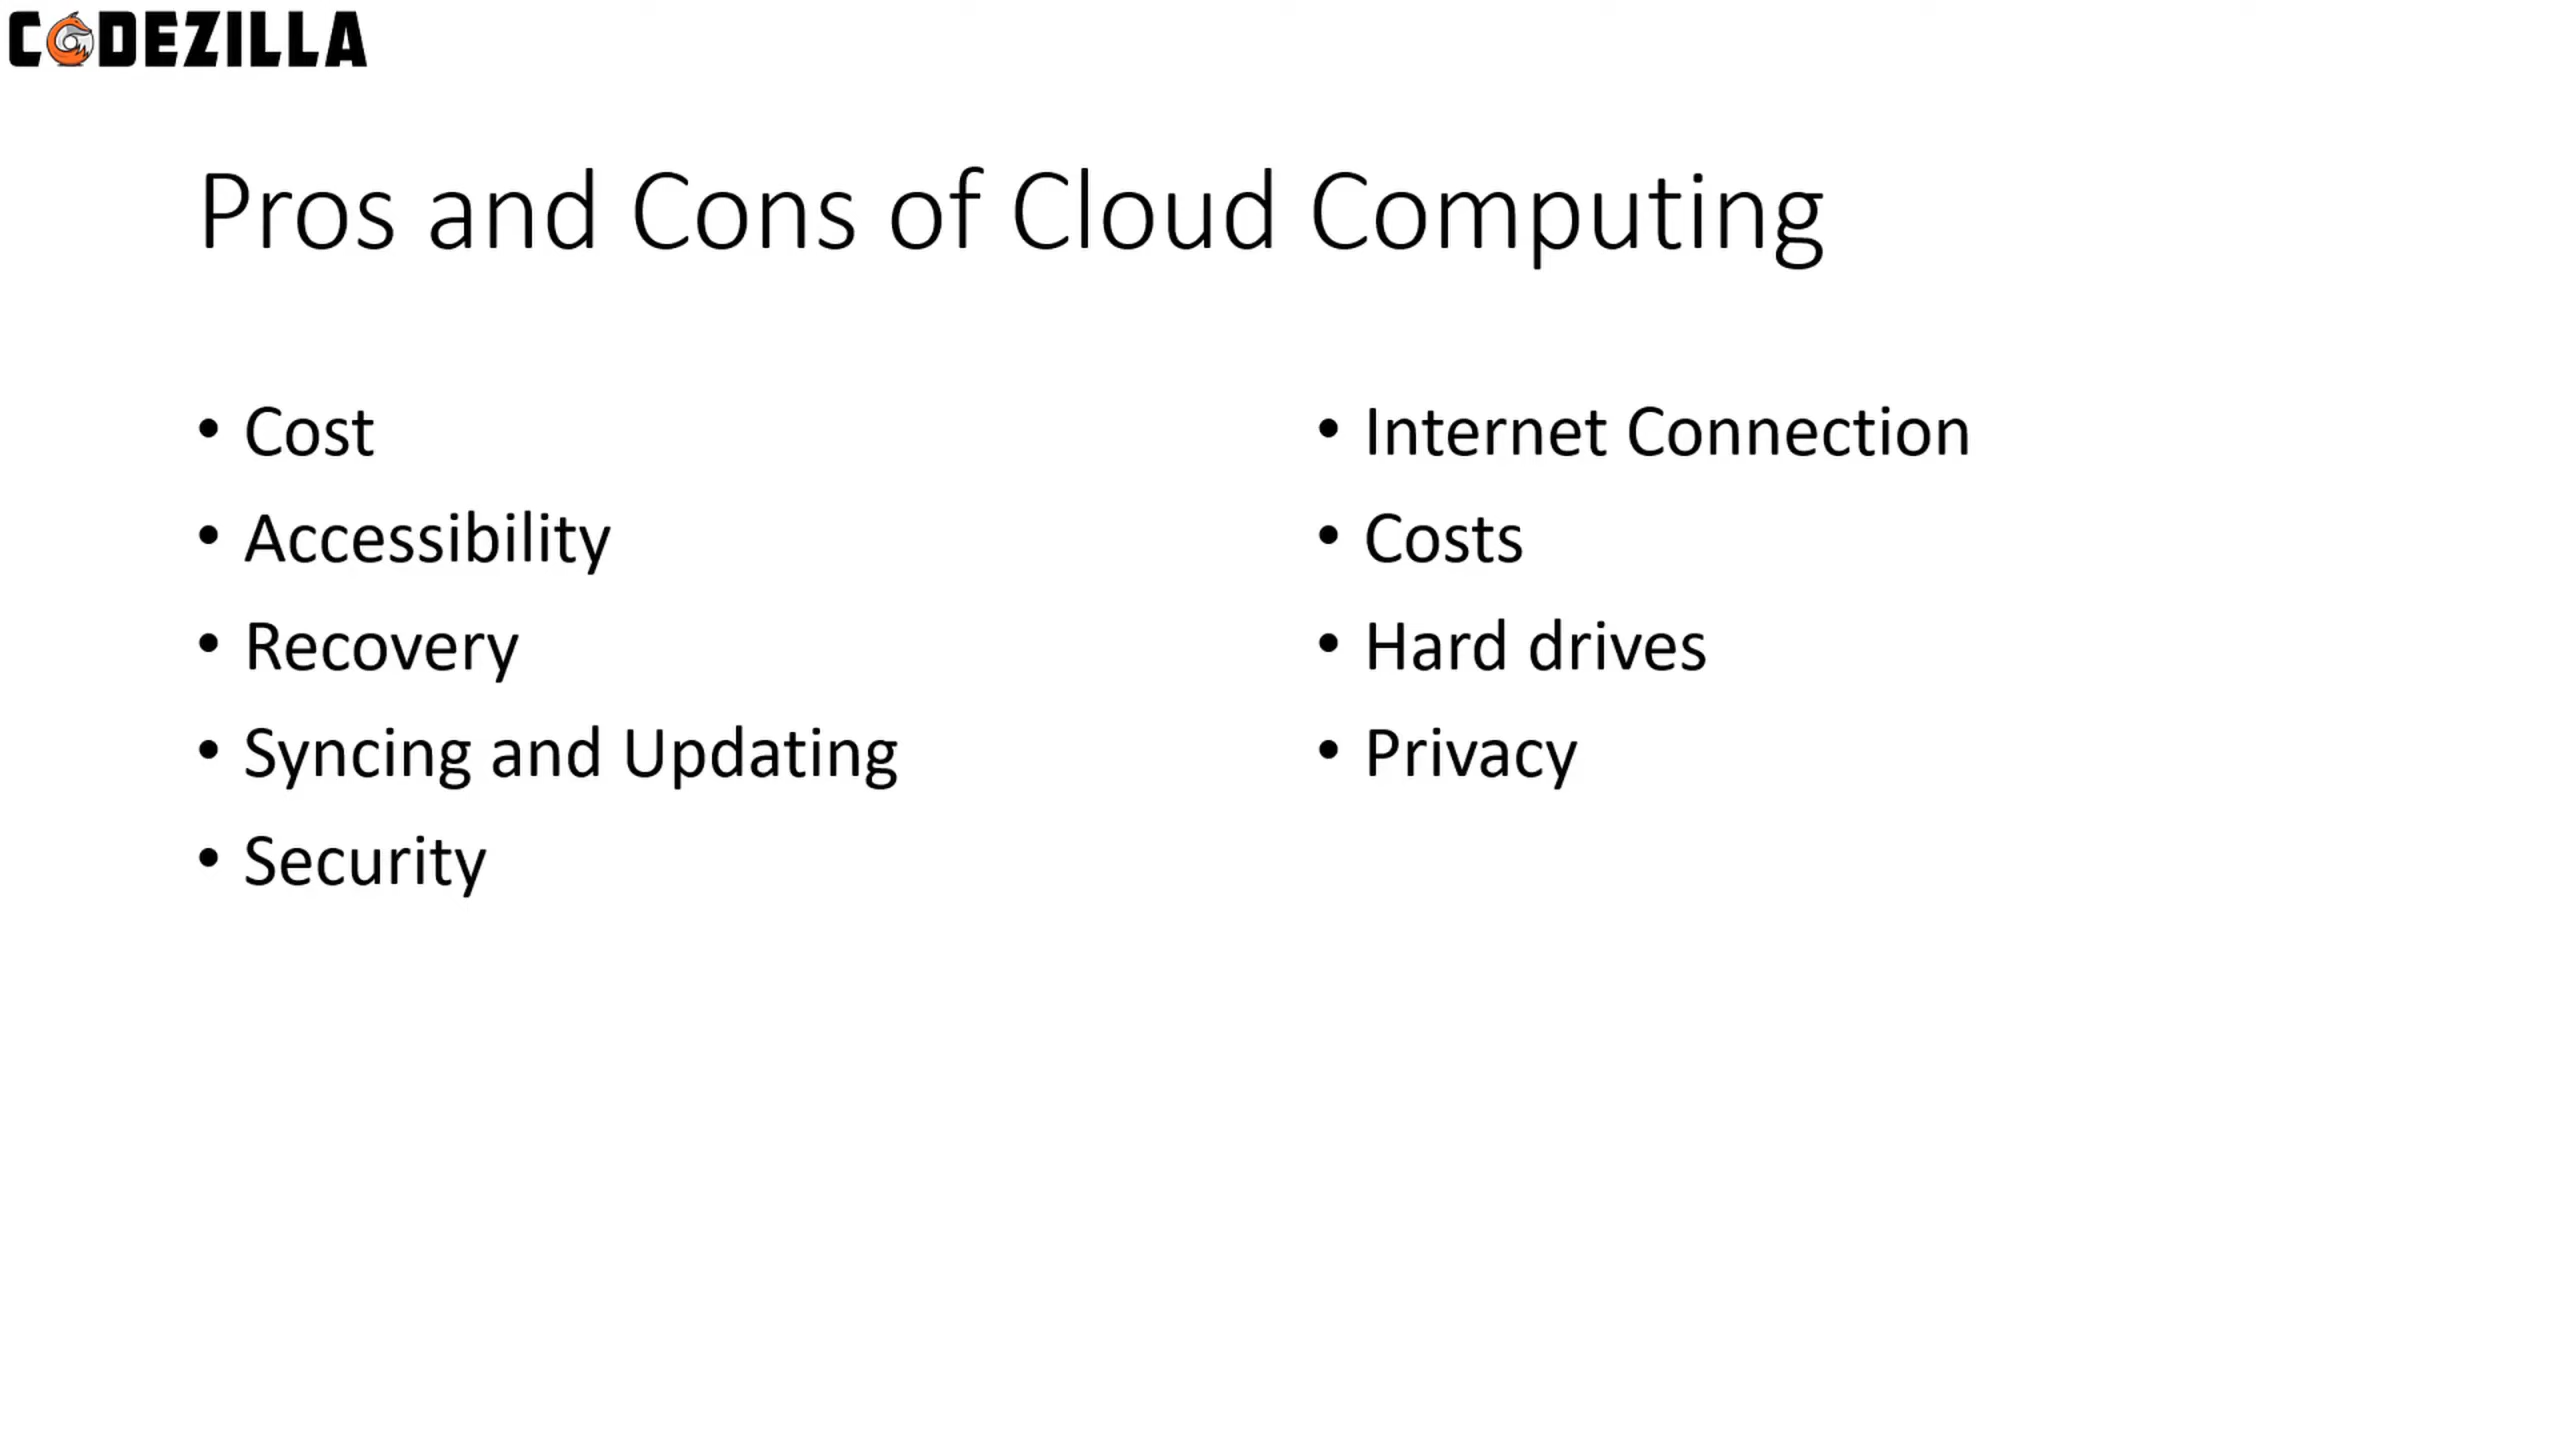 CODEZILLA
Pros and Cons of Cloud Computing
• Cost
• Accessibility
• Recovery
• Syncing and Updating
• Security
• Internet Connection
• Costs
• Hard drives
• Privacy